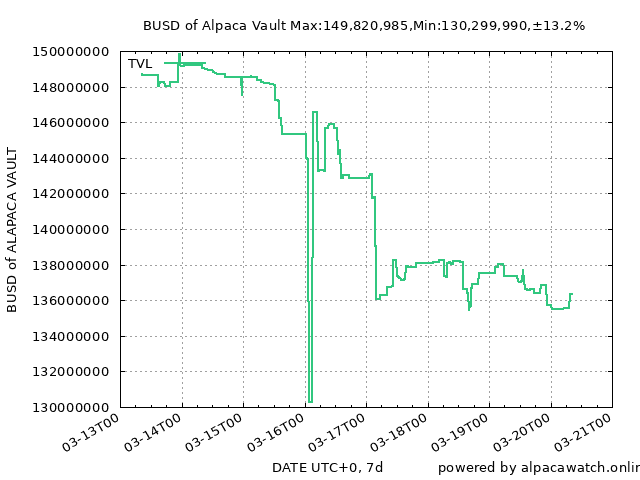 BUSD of Alpaca Vault Max:149,820,985,Min:130,299,990,±13.2%
TVL
150000000
148000000
146000000
144000000
142000000
140000000
138000000
136000000
134000000
132000000
130000000
BUSD of ALAPACA VAULT
03-13T00
03-14T00
03-15T00
03-16T00
03-17T00
03-18T00
03-19T00
03-20T00
03-21T00
DATE UTC+0, 7d
powered by alpacawatch.onlin